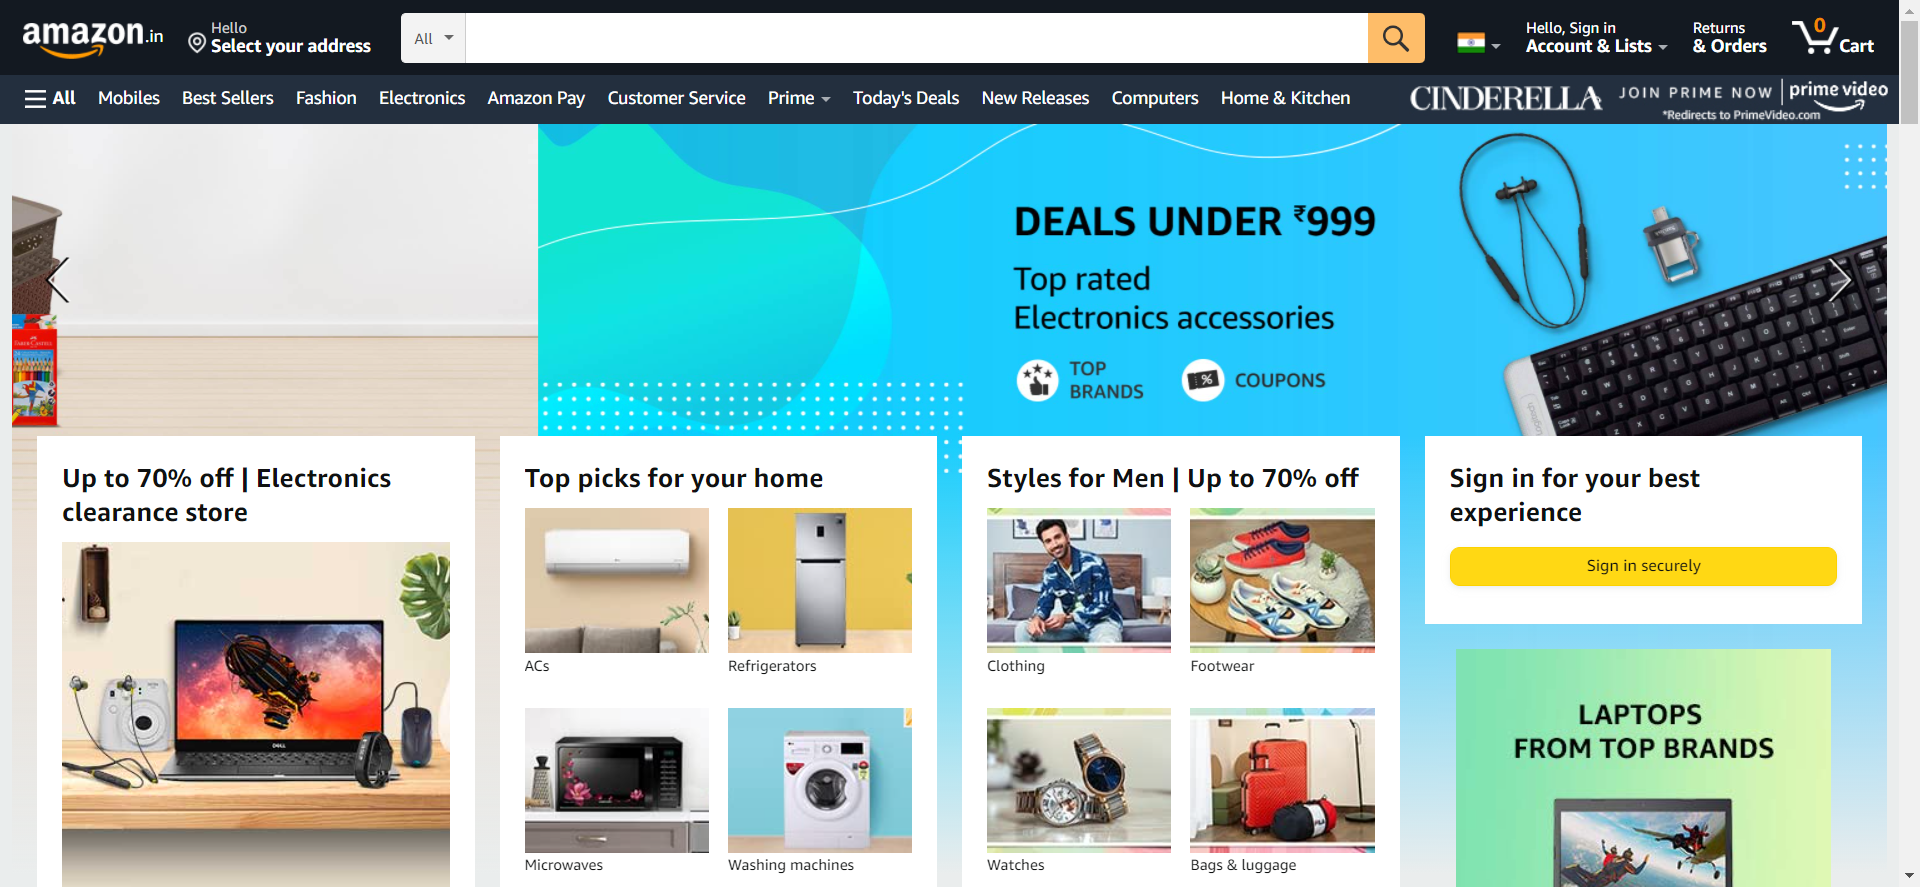 amazon.in
Hello
Select your address
All
Hello, Sign in
Account & Lists
Returns
& Orders
0
Cart
All
Mobiles
Best Sellers
Fashion
Electronics
Amazon Pay
Customer Service
Prime
Today's Deals
New Releases
Computers
Home & Kitchen
CINDERELLA
JOIN PRIME NOW
prime video
*Redirects to PrimeVideo.com
DEALS UNDER ₹999
Top rated
Electronics accessories
TOP
BRANDS
COUPONS
Up to 70% off | Electronics
clearance store
DELL
Top picks for your home
ACs
Refrigerators
Microwaves
Washing machines
Styles for Men | Up to 70% off
Clothing
Footwear
Watches
FILA
Bags & luggage
Sign in for your best
experience
Sign in securely
LAPTOPS
FROM TOP BRANDS